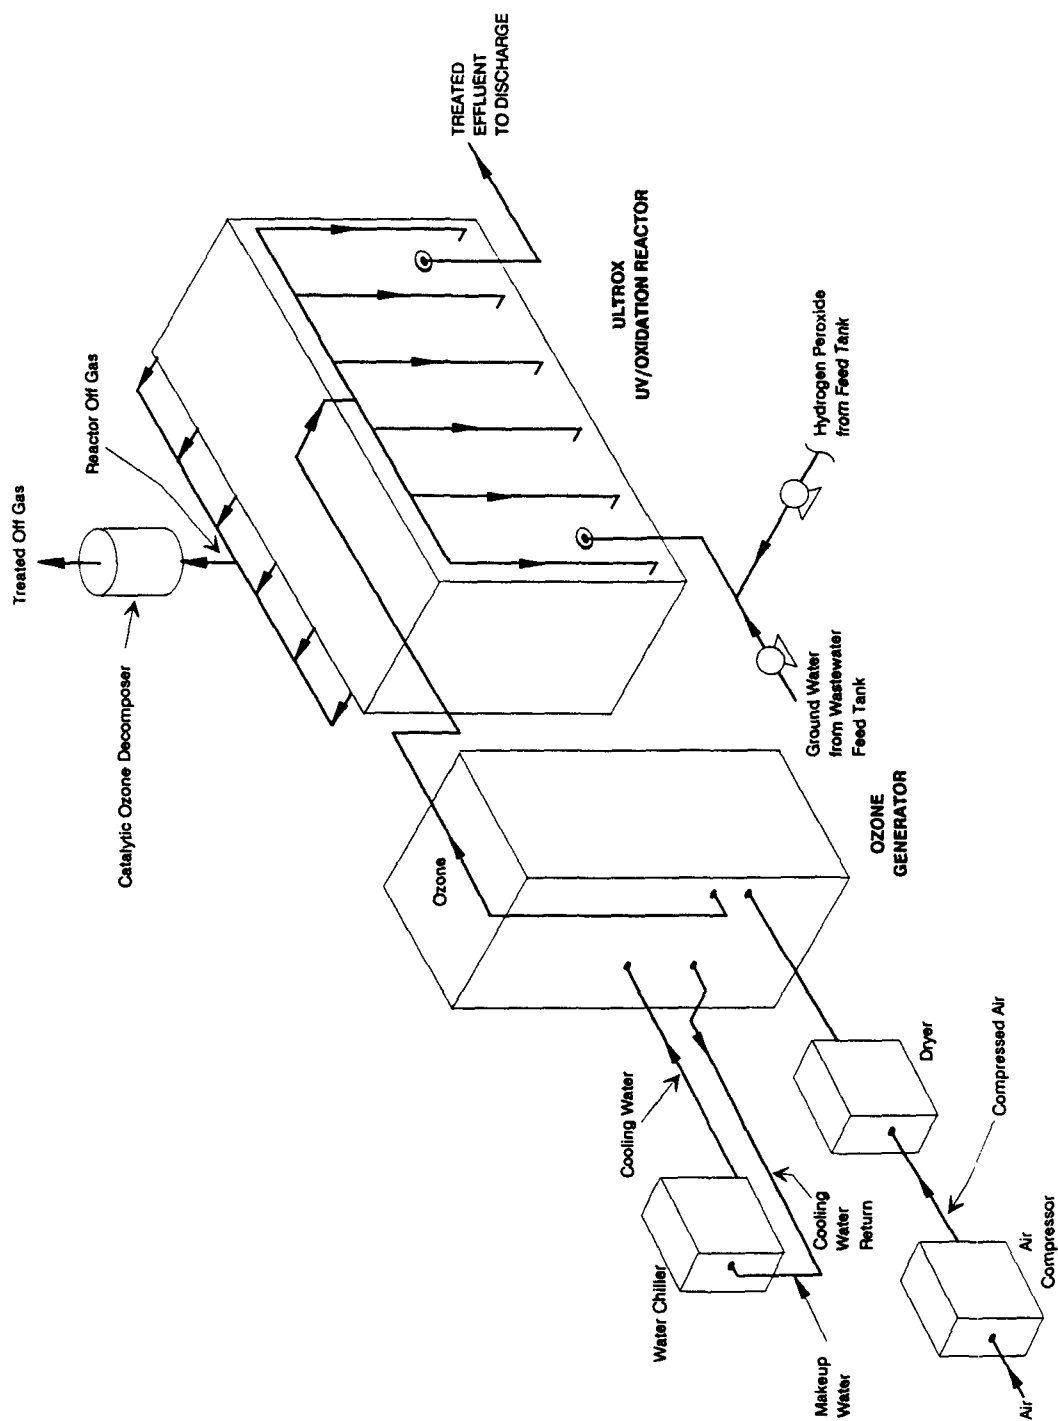 Treated Off Gas
Catalytic Ozone Decomposer
Reactor Off Gas
TREATED
EFFLUENT
TO DISCHARGE
ULTROX
UV/OXIDATION REACTOR
Hydrogen Peroxide
from Feed Tank
Ground Water
from Wastewater
Feed Tank
Ozone
OZONE
GENERATOR
Cooling Water
Water Chiller
Cooling
Water
Return
Makeup
Water
Dryer
Compressed Air
Air
Compressor
Air